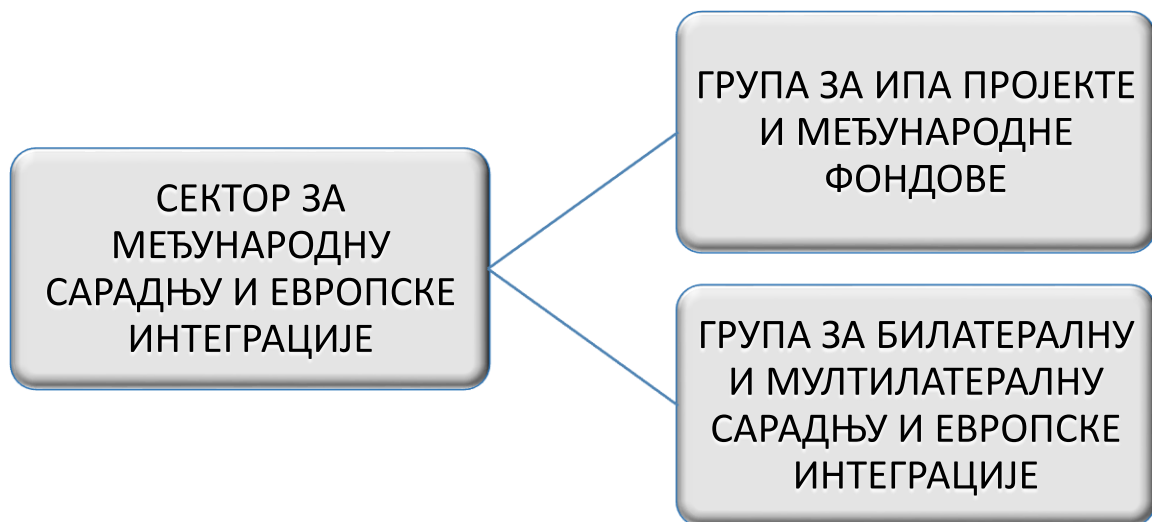 СЕКТОР ЗА
МЕЂУНАРОДНУ
САРАДЊУ И ЕВРОПСКЕ
ИНТЕГРАЦИЈЕ
ГРУПА ЗА ИПА ПРОЈЕКТЕ
И МЕЂУНАРОДНЕ
ФОНДОВЕ
ГРУПА ЗА БИЛАТЕРАЛНУ
И МУЛТИЛАТЕРАЛНУ
САРАДЊУ И ЕВРОПСКЕ
ИНТЕГРАЦИЈЕ